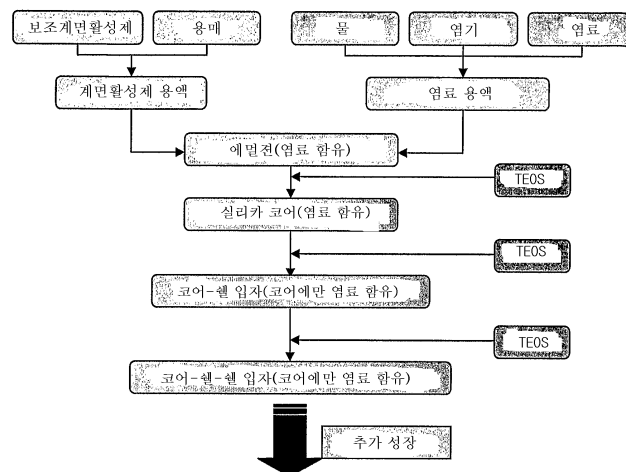 보조계면활성제
용매
물
염기
염료
계면활성제 용액
염료 용액
에멀젼(염료 함유)
TEOS
실리카 코어(염료 함유)
TEOS
코어-쉘 입자(코어에만 염료 함유)
TEOS
코어-쉘-쉘 입자(코어에만 염료 함유)
추가 성장